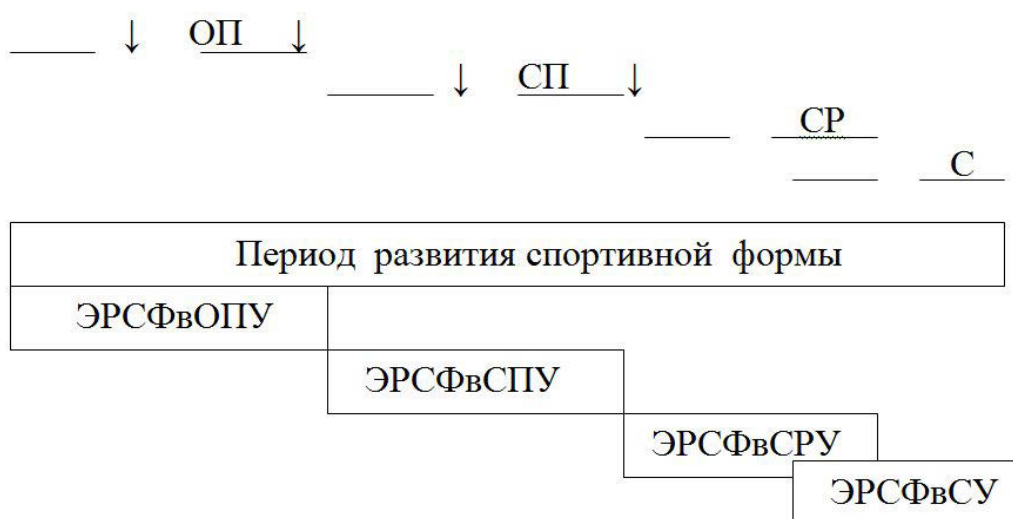 ОП
СП
СР
С
Период развития спортивной формы
ЭРСФвОПУ
ЭРСФвСПУ
ЭРСФвСРУ
ЭРСФвСУ